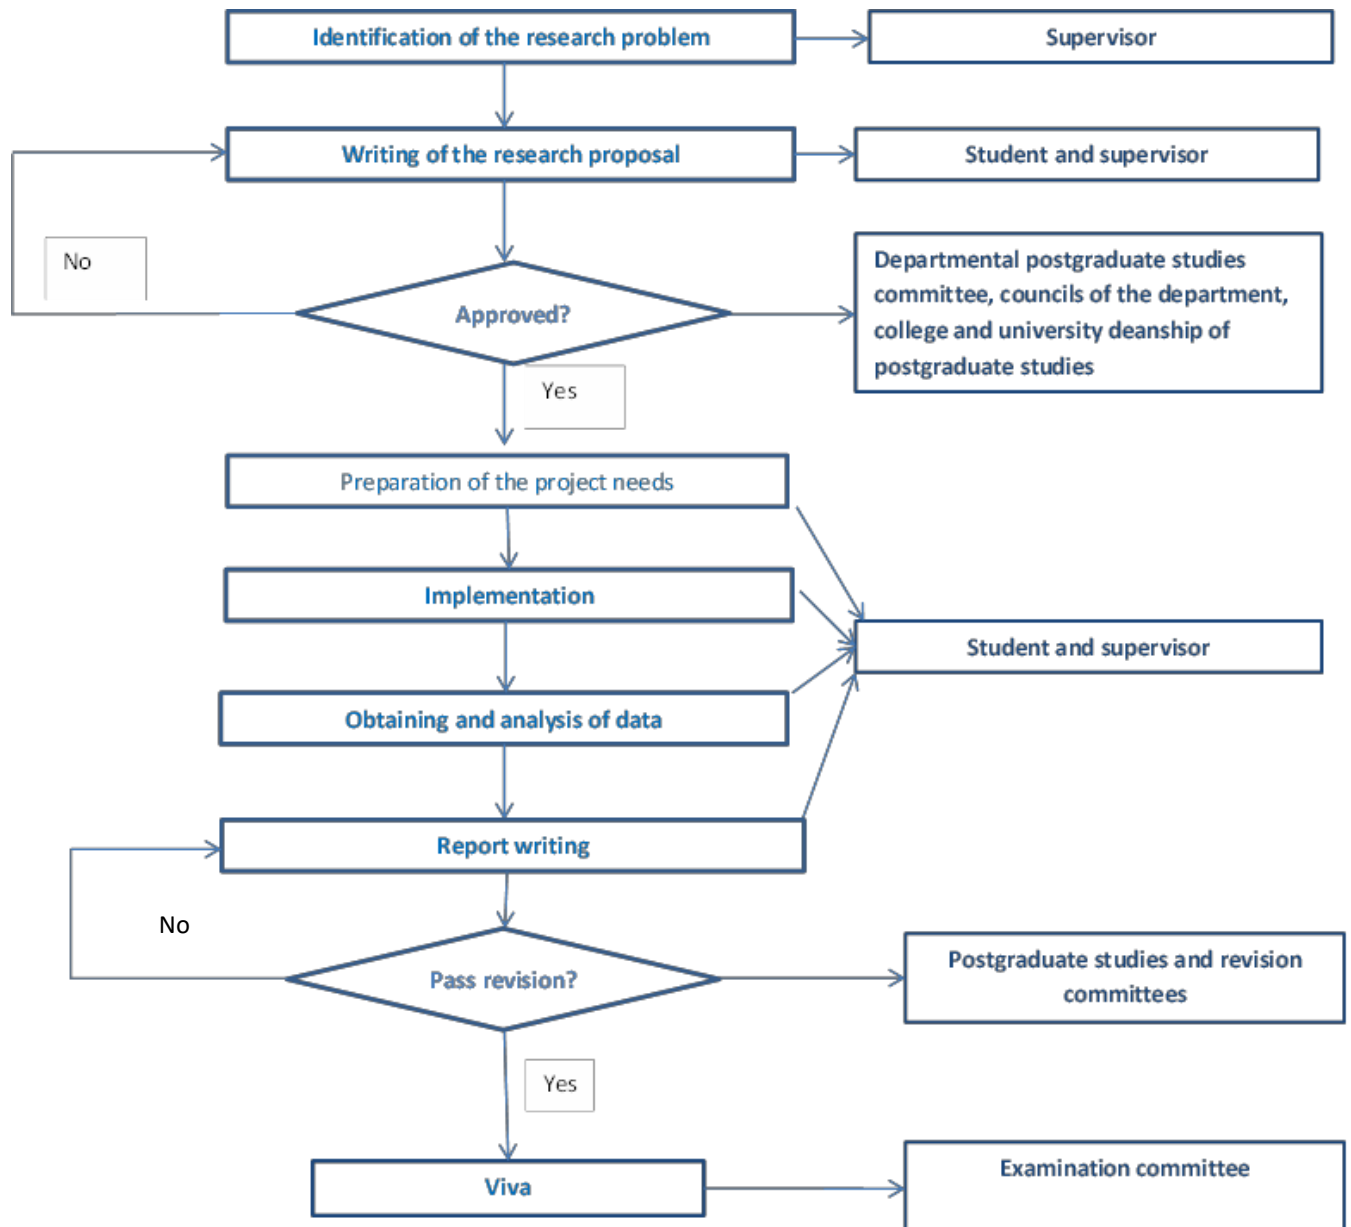 Identification of the research problem
Supervisor
Writing of the research proposal
Student and supervisor
No
Departmental postgraduate studies
committee, councils of the department,
college and university deanship of
postgraduate studies
Approved?
Yes
Preparation of the project needs
Implementation
Student and supervisor
Obtaining and analysis of data
Report writing
No
Pass revision?
Postgraduate studies and revision
committees
Yes
Viva
Examination committee